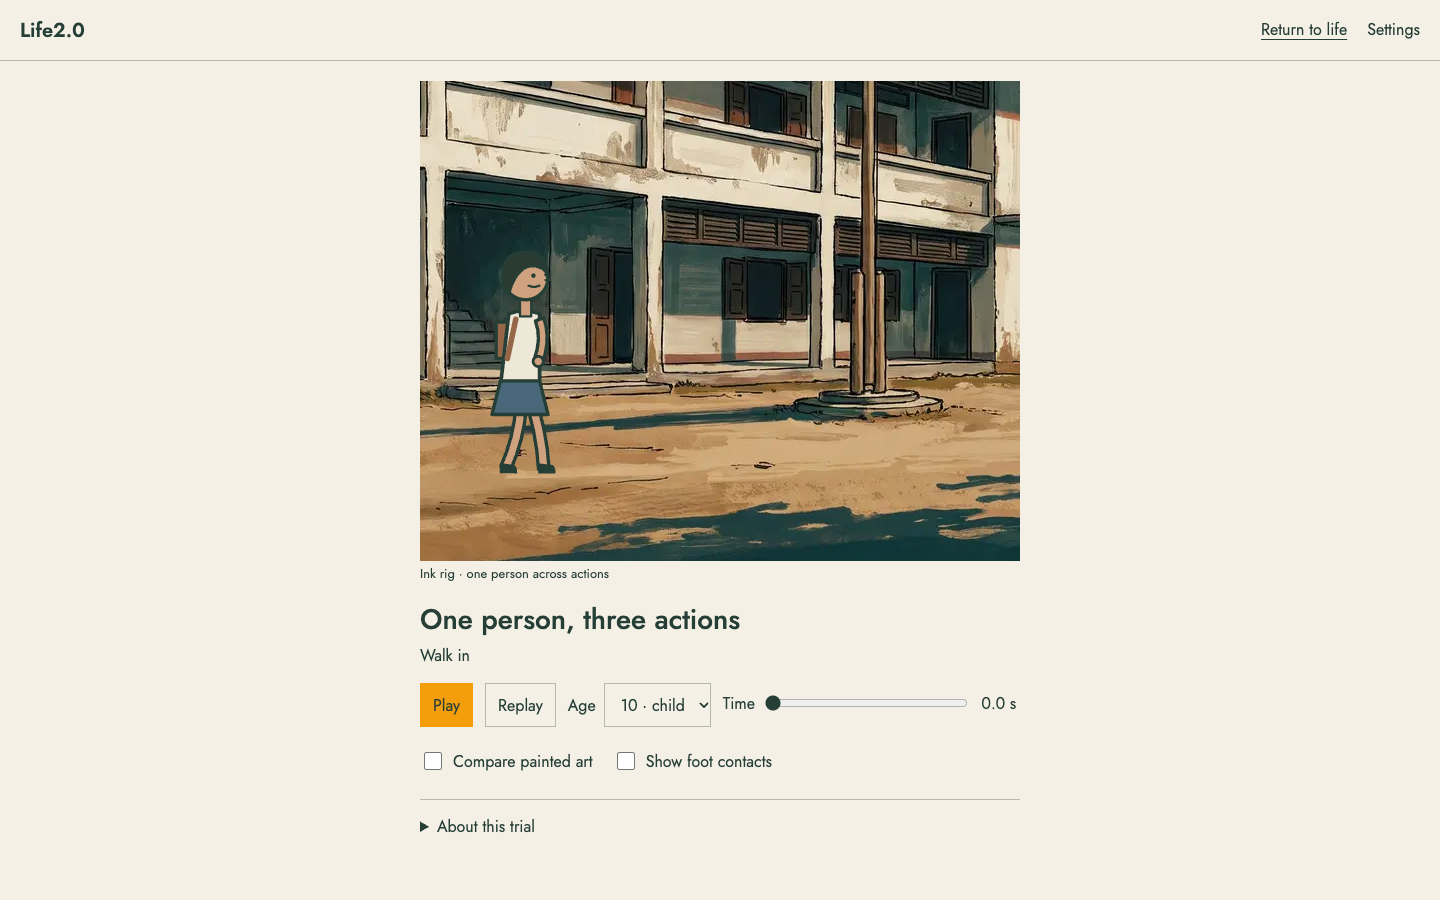 Life2.0
Return to life Settings
Ink rig · one person across actions
One person, three actions
Walk in
Play Replay Age 10 · child Time 0.0 s
Compare painted art Show foot contacts
About this trial